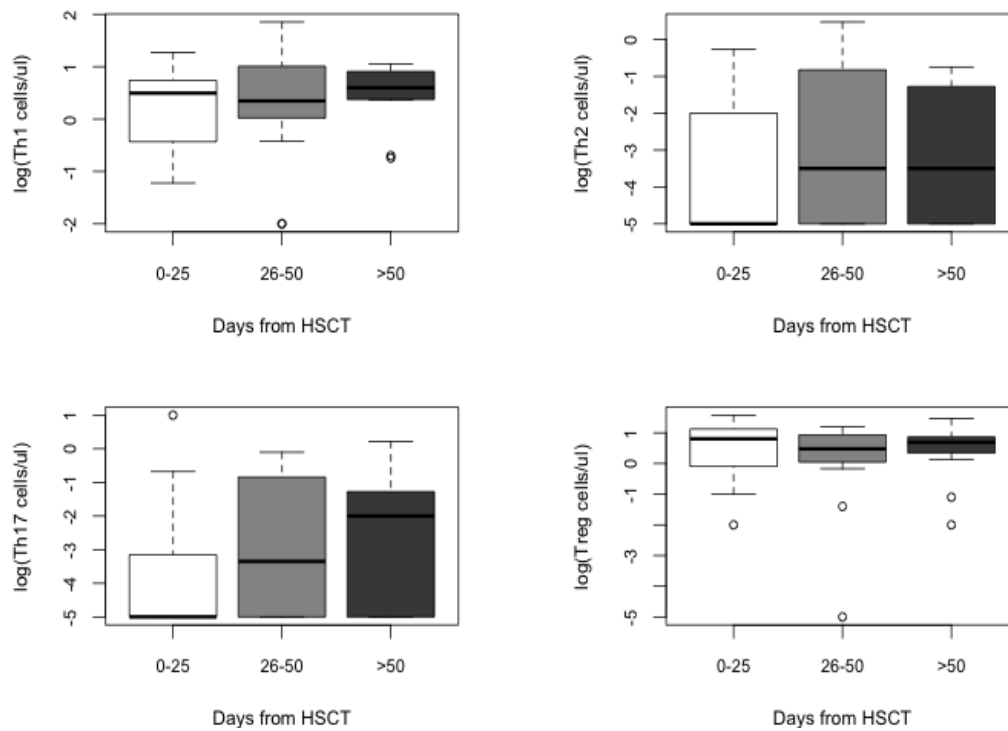 log(Th1 cells/ul)
2
1
0
-1
-2
0-25 26-50 >50
Days from HSCT
log(Th2 cells/ul)
0
-1
-2
-3
-4
-5
0-25 26-50 >50
Days from HSCT
log(Th17 cells/ul)
1
0
-1
-2
-3
-4
-5
0-25 26-50 >50
Days from HSCT
log(Treg cells/ul)
1
0
-1
-3
-5
0-25 26-50 >50
Days from HSCT